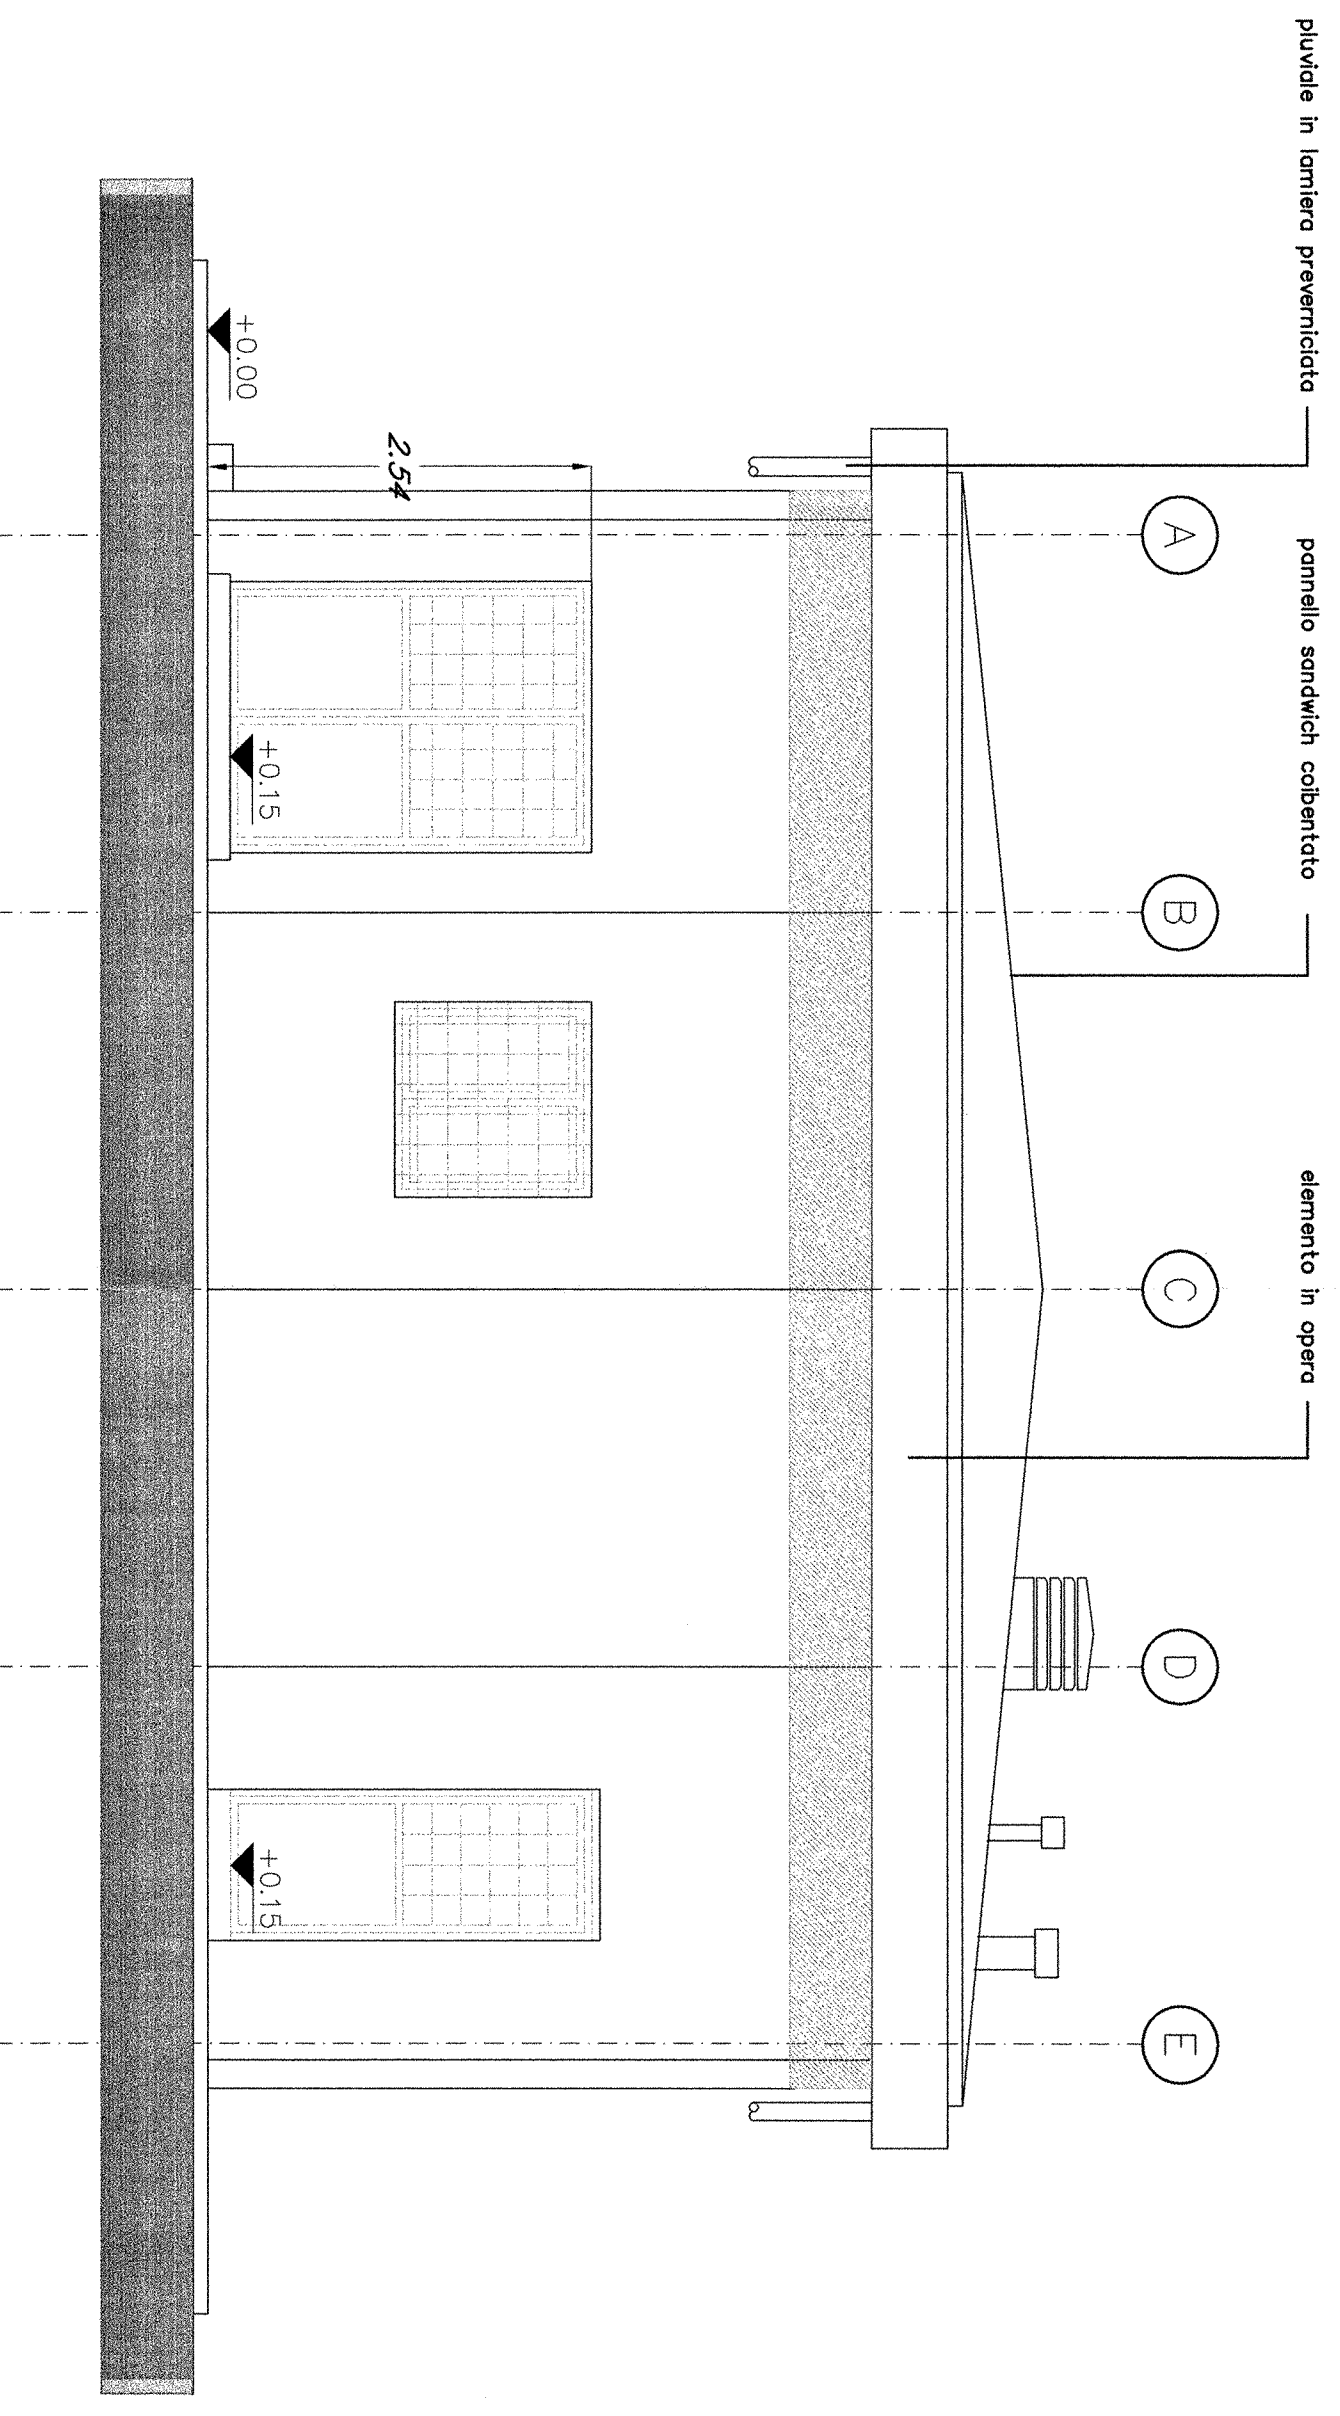 pluviale in lamiera preverniciata
pannello sandwich coibentato
elemento in opera
A
B
C
D
E
2.54
+0.00
+0.15
+0.15